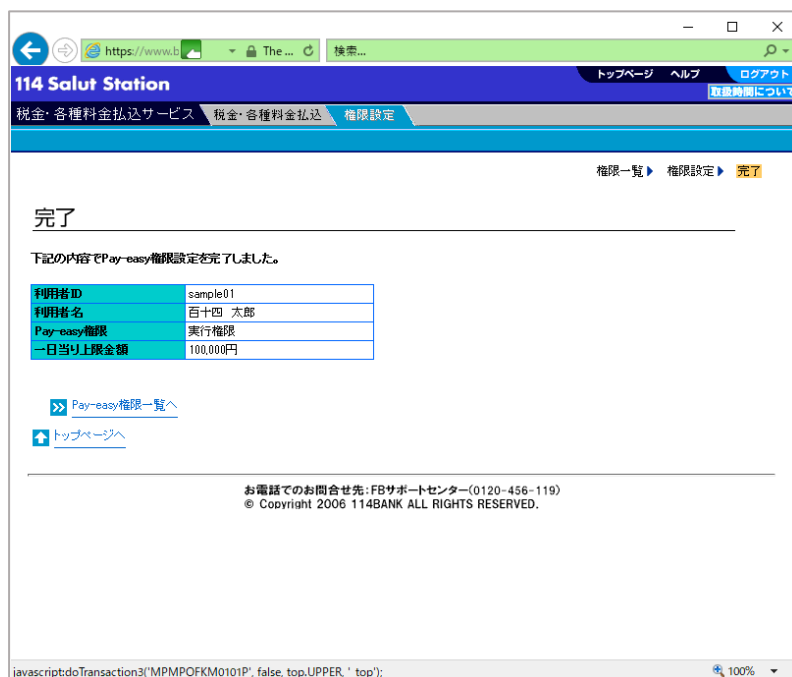 https://www.b
The ...
検索...
トップページ ヘルプ ログアウト
114 Salut Station
取扱時間について
税金・各種料金払込サービス 税金・各種料金払込 権限設定
権限一覧 権限設定 完了
完了
下記の内容でPay-easy権限設定を完了しました。
利用者ID sample01
利用者名 百十四 太郎
Pay-easy権限 実行権限
一日当り上限金額 100,000円
Pay-easy権限一覧へ
トップページへ
お電話でのお問合せ先:FBサポートセンター(0120-456-119)
© Copyright 2006 114BANK ALL RIGHTS RESERVED.
javascript:doTransaction3('MPMPOFKM0101P', false, top.UPPER, '_top');
100%